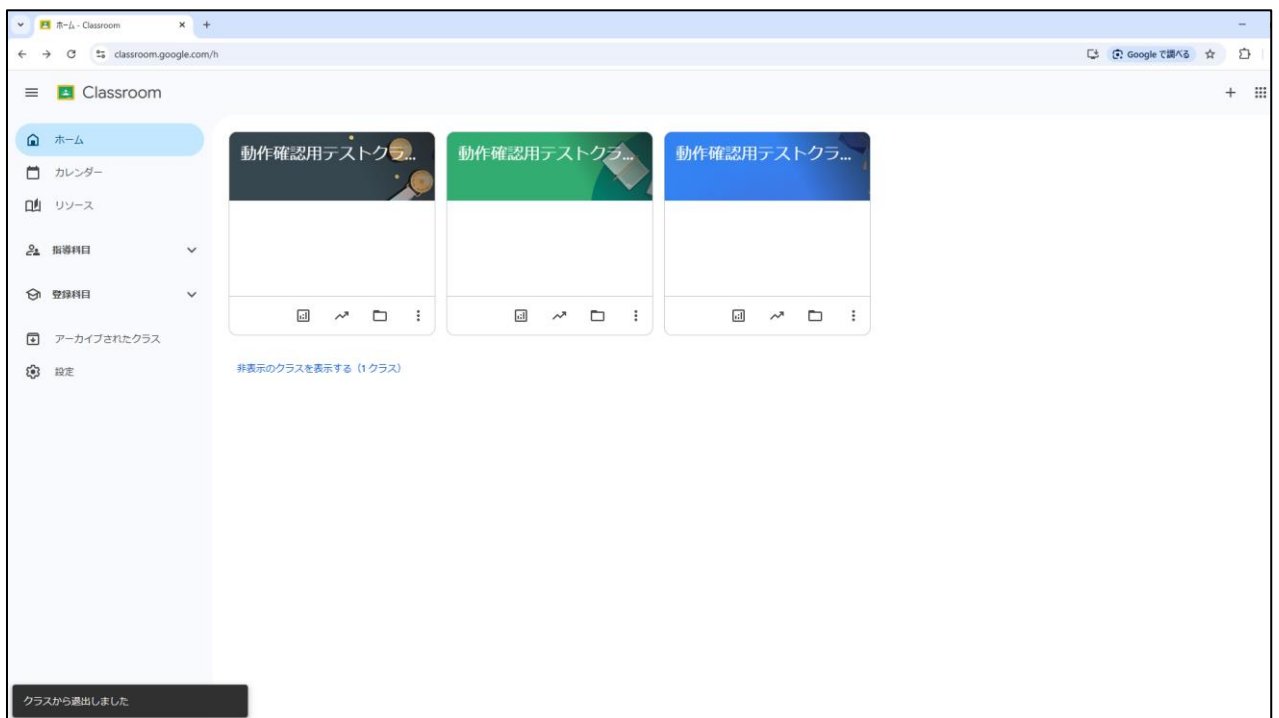 ホーム - Classroom
classroom.google.com/h
Google で調べる
Classroom
ホーム
カレンダー
リソース
指導科目
登録科目
アーカイブされたクラス
設定
動作確認用テストクラ...
動作確認用テストクラ...
動作確認用テストクラ...
非表示のクラスを表示する（1 クラス）
クラスから退出しました